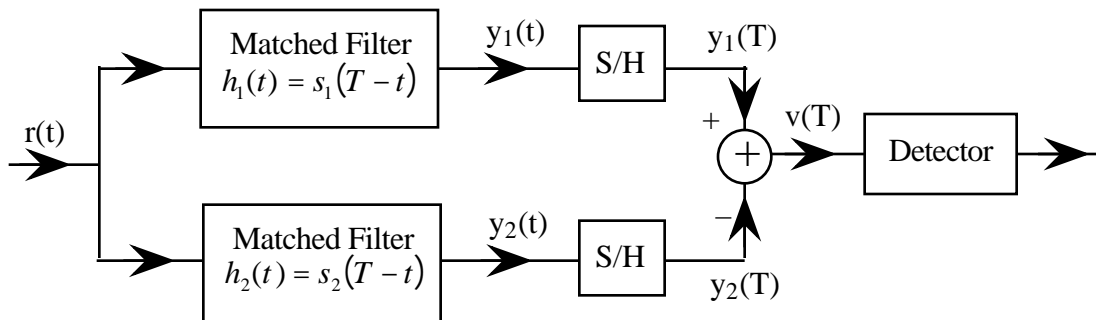 Matched Filter
h₁(t) = s₁(T − t)
y₁(t)
S/H
y₁(T)
r(t)
+
+
v(T)
Detector
−
Matched Filter
h₂(t) = s₂(T − t)
y₂(t)
S/H
y₂(T)